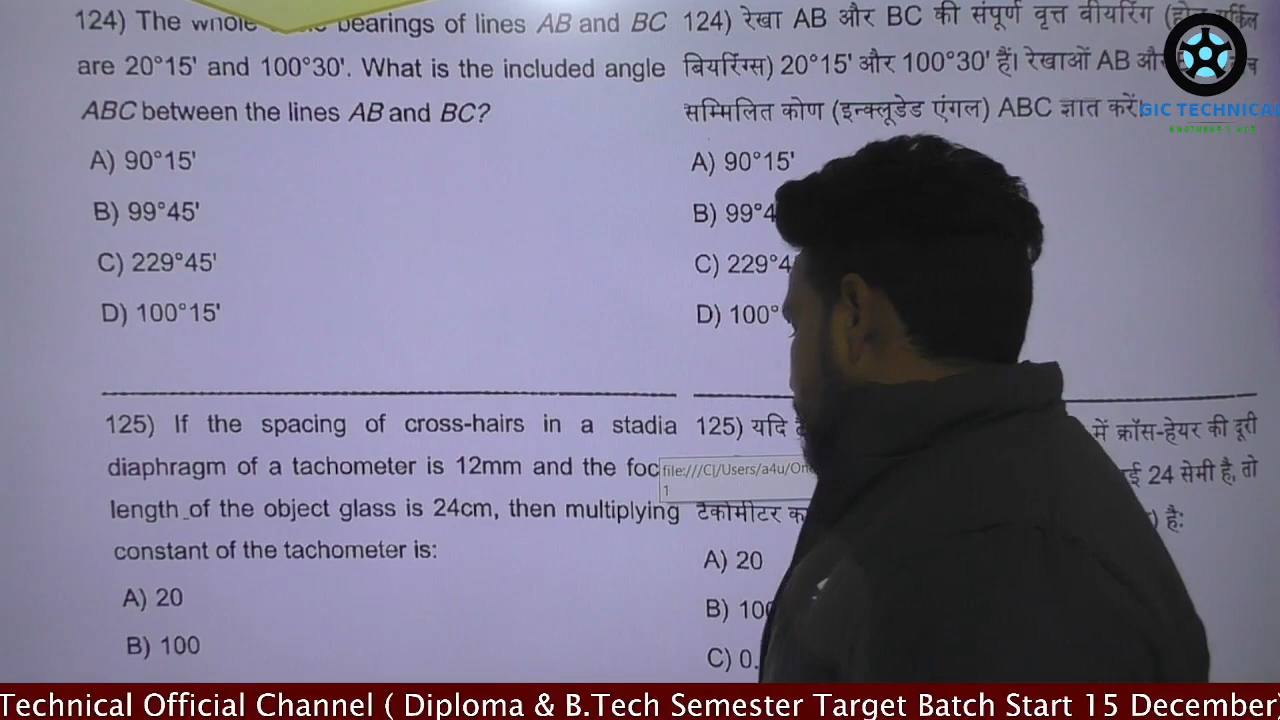 124) The whole bearings of lines AB and BC
are 20°15' and 100°30'. What is the included angle
ABC between the lines AB and BC?
A) 90°15'
B) 99°45'
C) 229°45'
D) 100°15'
124) रेखा AB और BC की संपूर्ण वृत्त बीयरिंग
बियरिंग्स) 20°15' और 100°30' हैं। रेखाओं AB
सम्मिलित कोण (इन्क्लूडेड एंगल) ABC ज्ञात करें।
A) 90°15'
B) 99°4
C) 229°4
D) 100°
GIC TECHNICAL
125) If the spacing of cross-hairs in a stadia
diaphragm of a tachometer is 12mm and the foc
length of the object glass is 24cm, then multiplying
constant of the tachometer is:
A) 20
B) 100
125) यदि में क्रॉस-हेयर की दूरी
24 सेमी है, तो
टैकोमीटर है:
A) 20
B) 100
C) 0.
file:///C|/Users/a4u/On
1
Technical Official Channel ( Diploma & B.Tech Semester Target Batch Start 15 December)